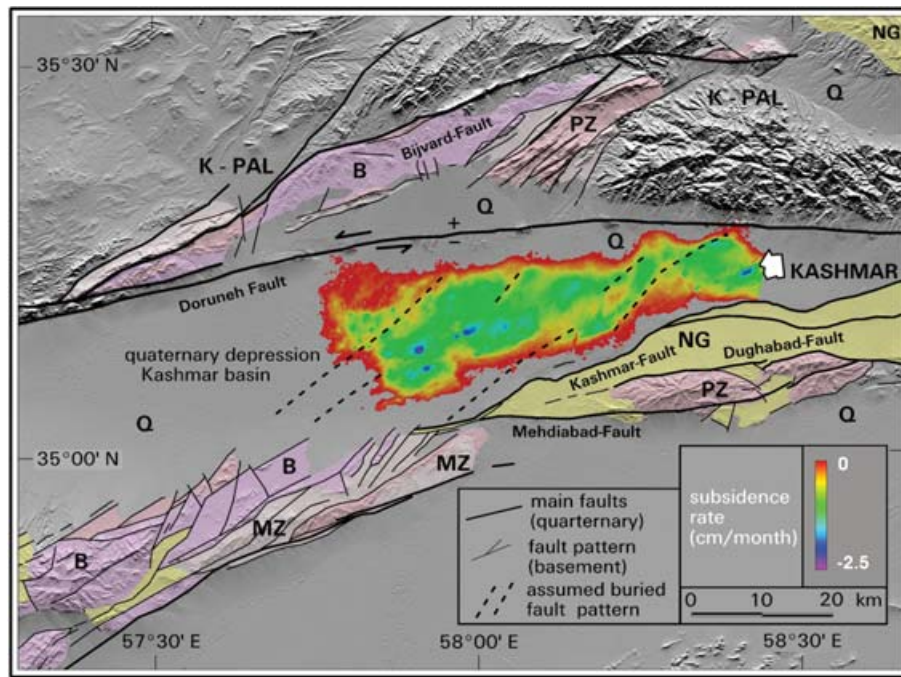 NG
35°30' N
Q
K - PAL
PZ
Bijvard-Fault
K - PAL
B
Q
+
−
Q
KASHMAR
Doruneh Fault
NG
Dughabad-Fault
Kashmar-Fault
quaternary depression
Kashmar basin
PZ
Q
Mehdiabad-Fault
Q
35°00' N
B
MZ
MZ
B
main faults
(quarternary)
fault pattern
(basement)
assumed buried
fault pattern
subsidence
rate
(cm/month)
0
-2.5
0 10 20 km
57°30' E
58°00' E
58°30' E